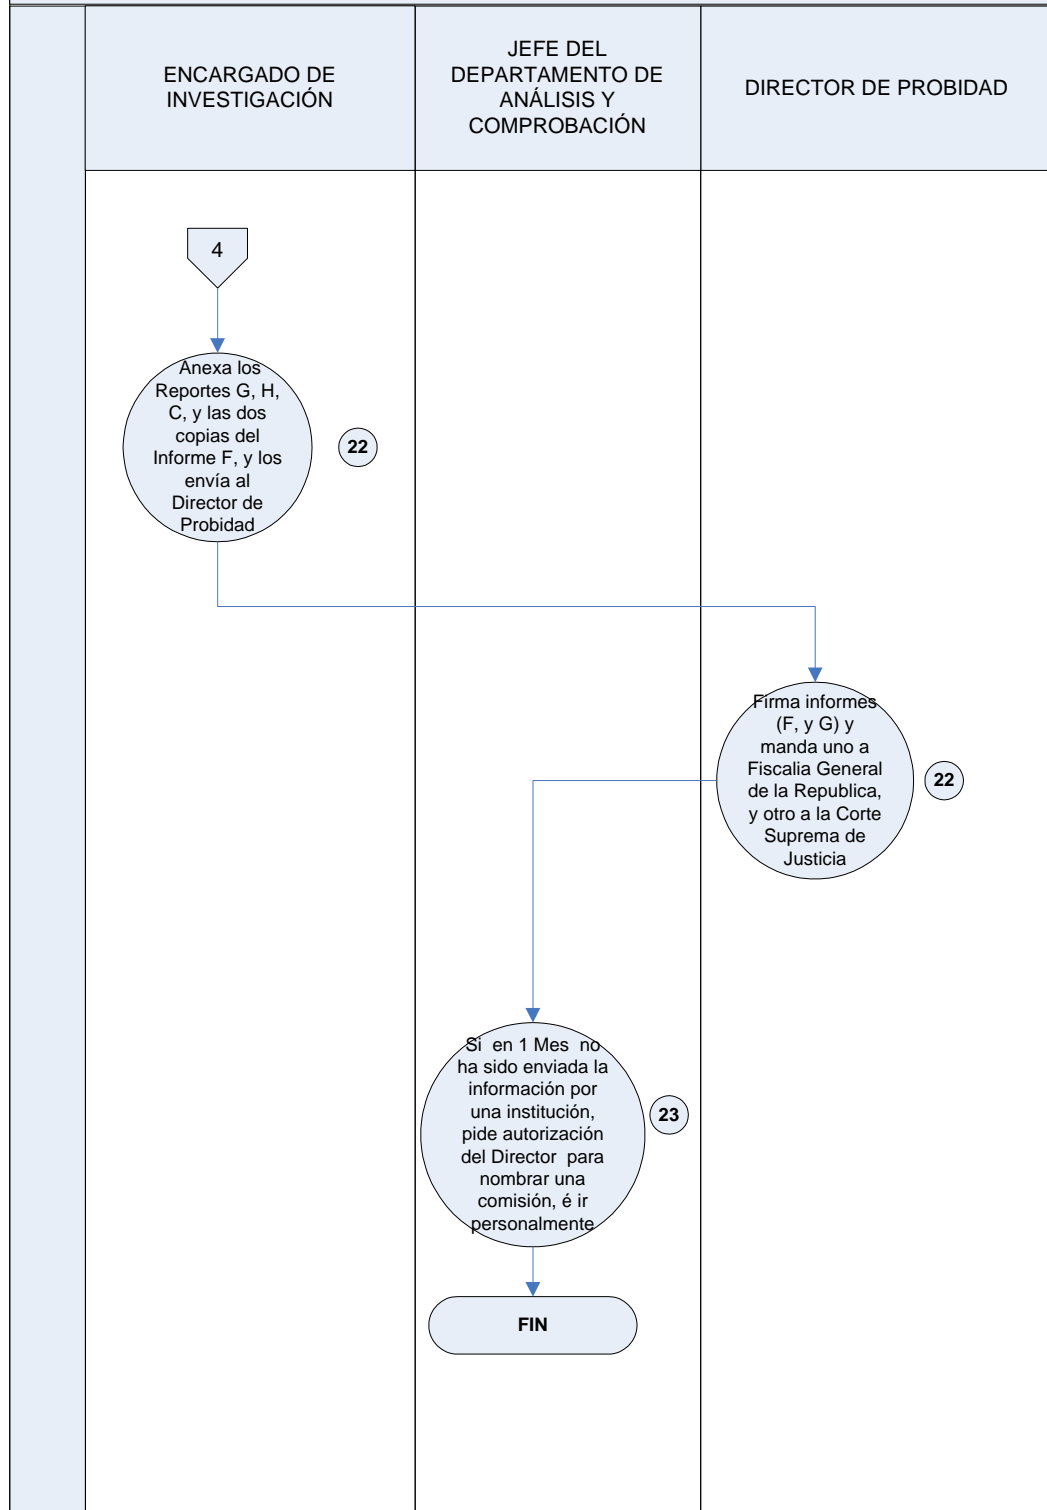 ENCARGADO DE
INVESTIGACIÓN
JEFE DEL
DEPARTAMENTO DE
ANÁLISIS Y
COMPROBACIÓN
DIRECTOR DE PROBIDAD
4
Anexa los
Reportes G, H,
C, y las dos
copias del
Informe F, y los
envía al
Director de
Probidad
22
Firma informes
(F, y G) y
manda uno a
Fiscalia General
de la Republica,
y otro a la Corte
Suprema de
Justicia
22
Si en 1 Mes no
ha sido enviada la
información por
una institución,
pide autorización
del Director para
nombrar una
comisión, é ir
personalmente
23
FIN